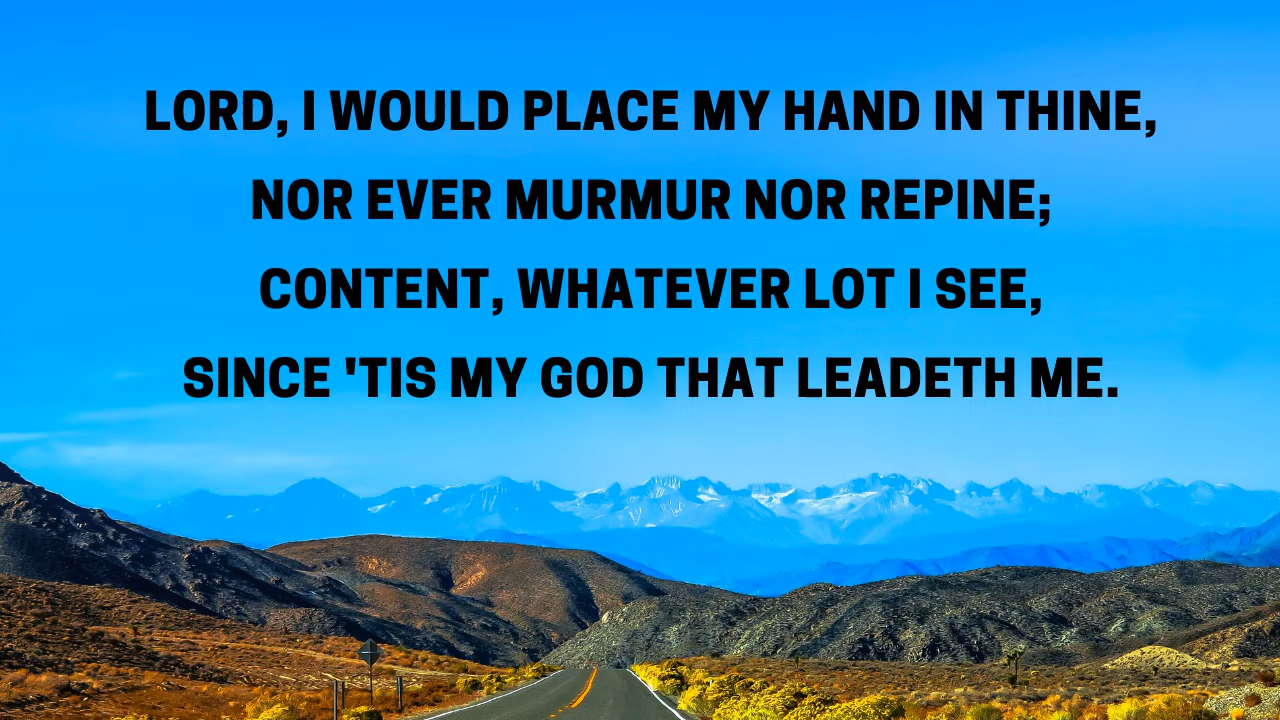 LORD, I WOULD PLACE MY HAND IN THINE,
NOR EVER MURMUR NOR REPINE;
CONTENT, WHATEVER LOT I SEE,
SINCE 'TIS MY GOD THAT LEADETH ME.